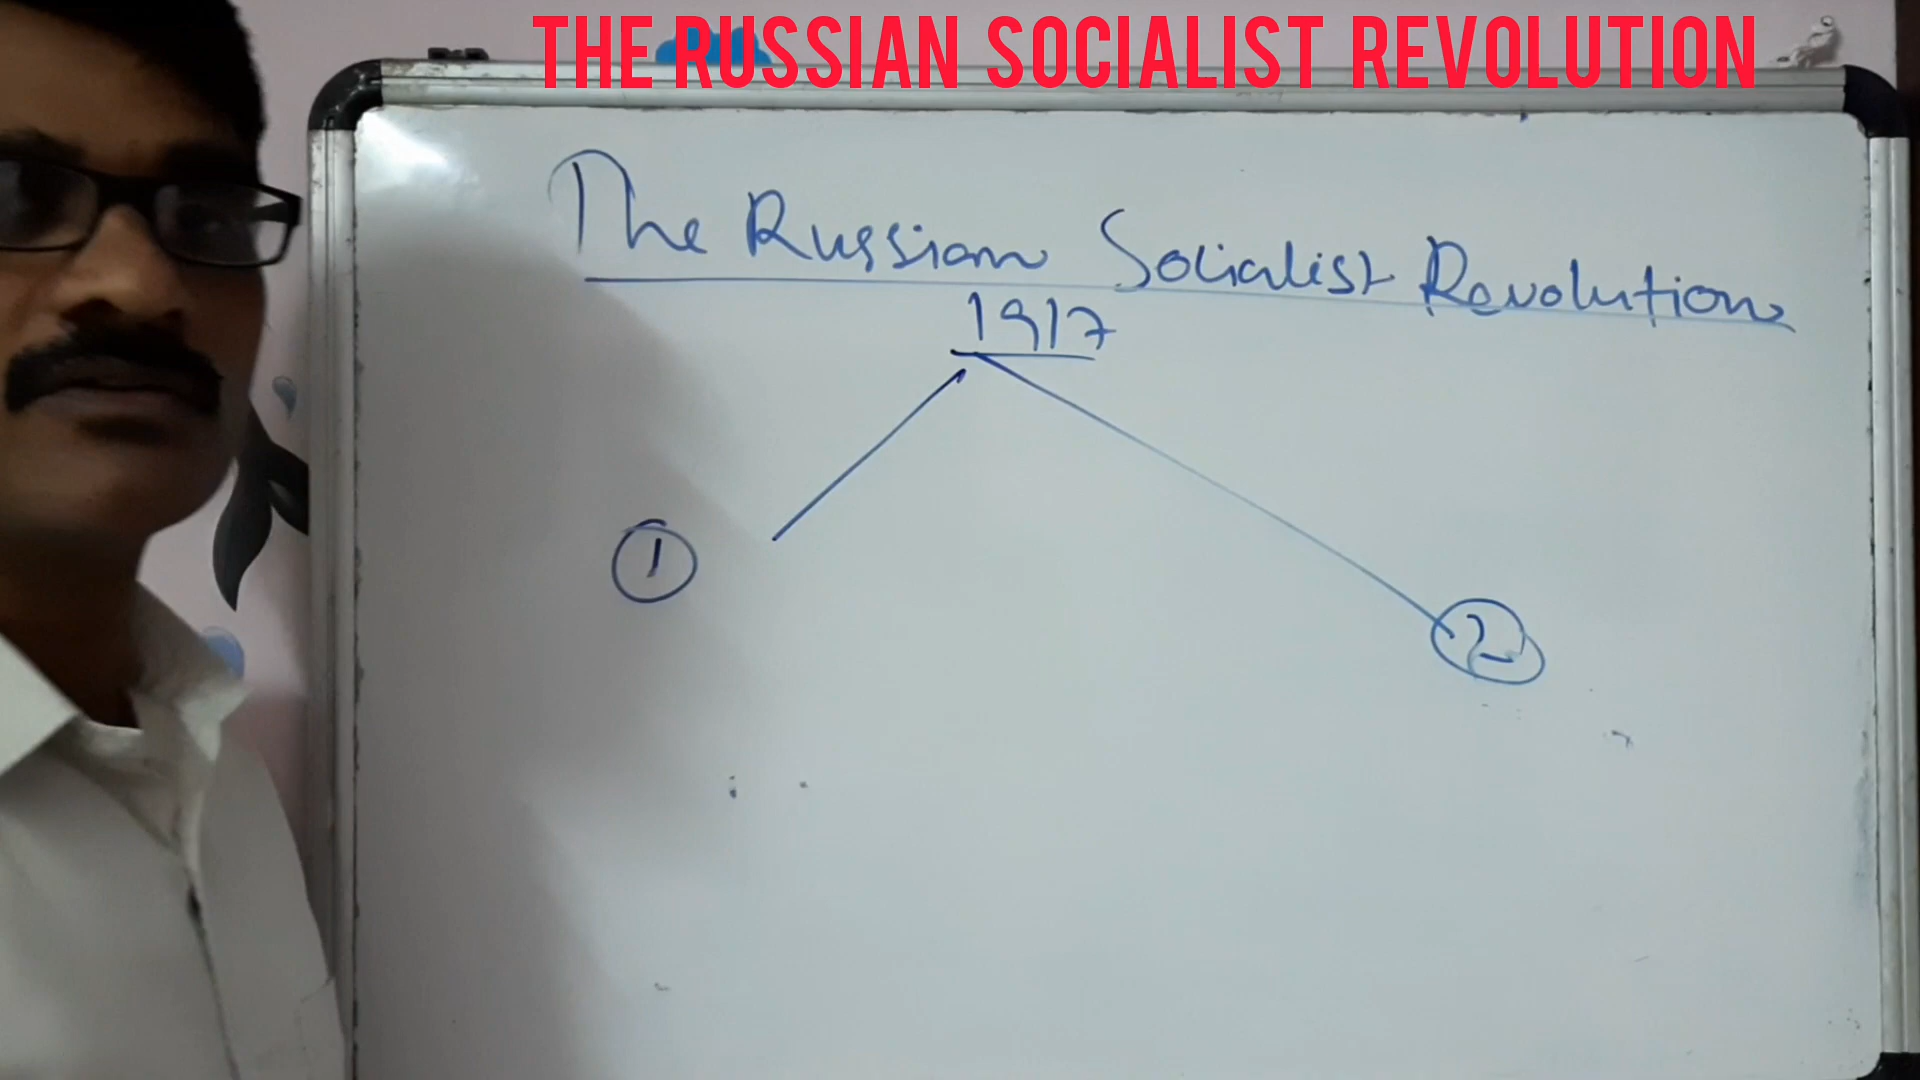 THE RUSSIAN SOCIALIST REVOLUTION
The Russian Socialist Revolution
1917
1
2